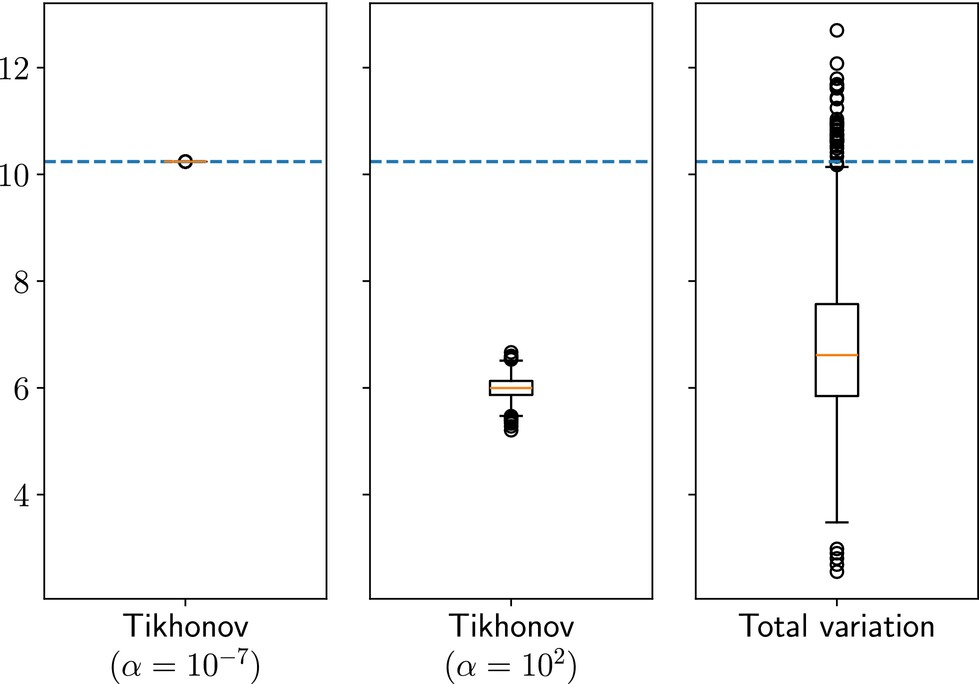 12
10
8
6
4
Tikhonov
(α = 10⁻⁷)
Tikhonov
(α = 10²)
Total variation